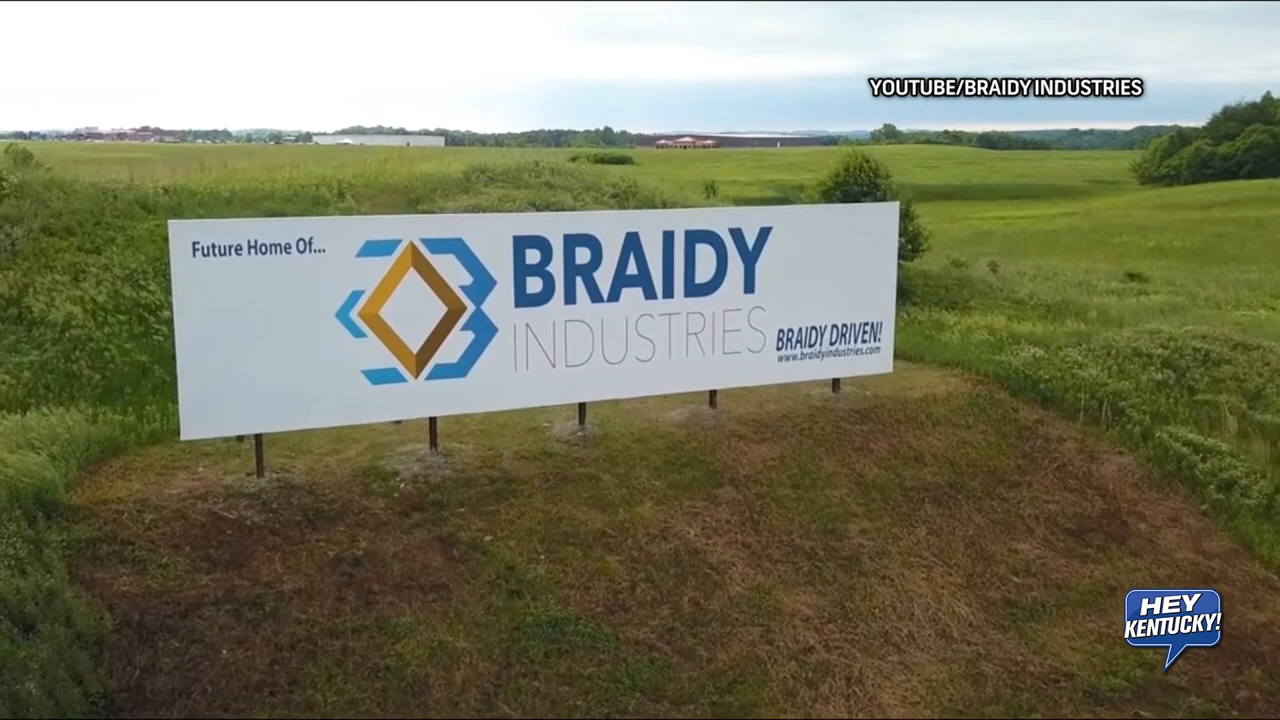 YOUTUBE/BRAIDY INDUSTRIES
Future Home Of...
BRAIDY
INDUSTRIES
BRAIDY DRIVEN!
www.braidyindustries.com
HEY
KENTUCKY!